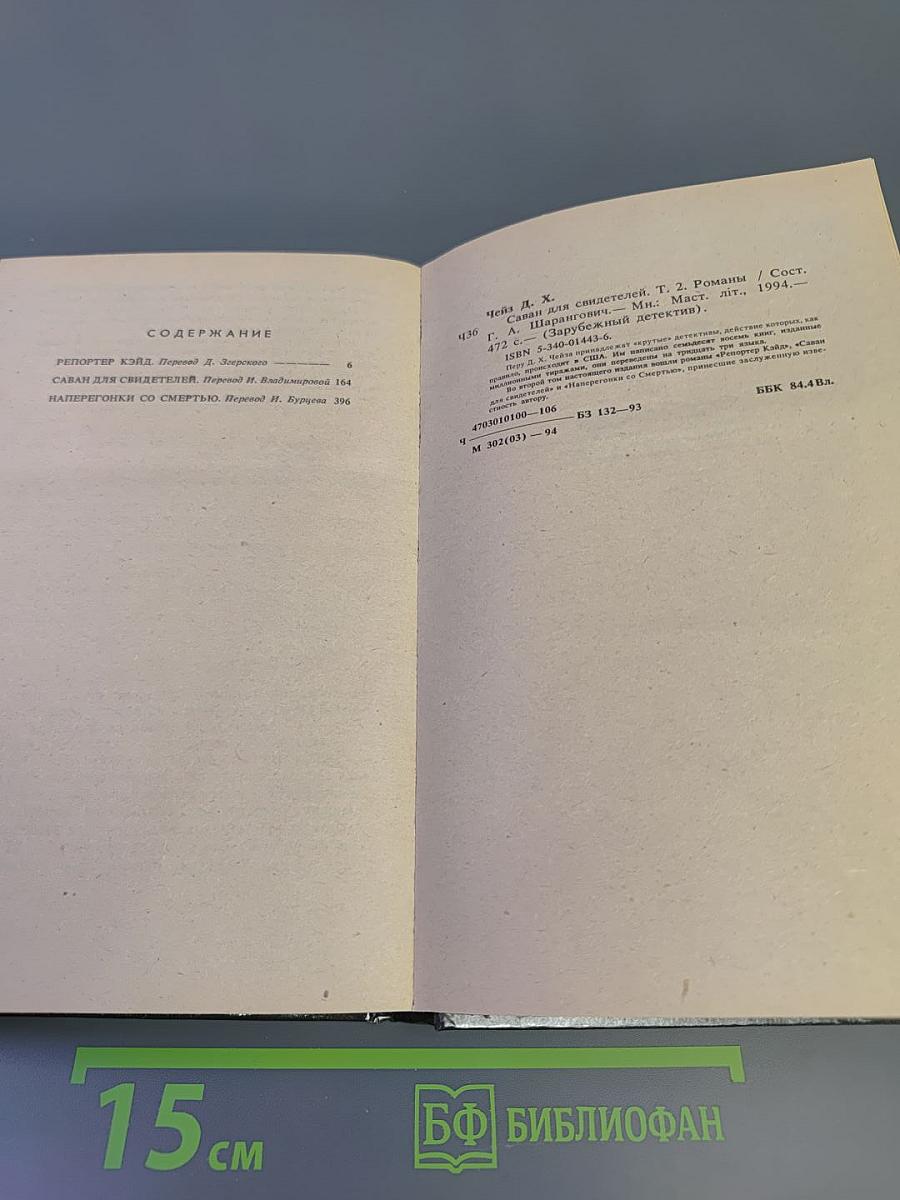 СОДЕРЖАНИЕ
РЕПОРТЕР КЭЙД. Перевод Д. Згерского 6
САВАН ДЛЯ СВИДЕТЕЛЕЙ. Перевод И. Владимировой 164
НАПЕРЕГОНКИ СО СМЕРТЬЮ. Перевод И. Бурцева 396
Чейз Д. Х.
Ч36 Саван для свидетелей. Т. 2. Романы / Сост.
Г. А. Шарангович.— Мн.: Маст. літ., 1994.—
472 с.— (Зарубежный детектив).
ISBN 5-340-01443-6.
Перу Д. Х. Чейза принадлежат «крутые» детективы, действие которых, как
правило, происходит в США. Им написано семьдесят восемь книг, изданные
миллионными тиражами, они переведены на тридцать три языка.
Во второй том настоящего издания вошли романы «Репортер Кэйд», «Саван
для свидетелей» и «Наперегонки со Смертью», принесшие заслуженную изве-
стность автору.
Ч 4703010100—106 БЗ 132—93
М 302(03) — 94
ББК 84.4Вл.
15 см
БФ БИБЛИОФАН